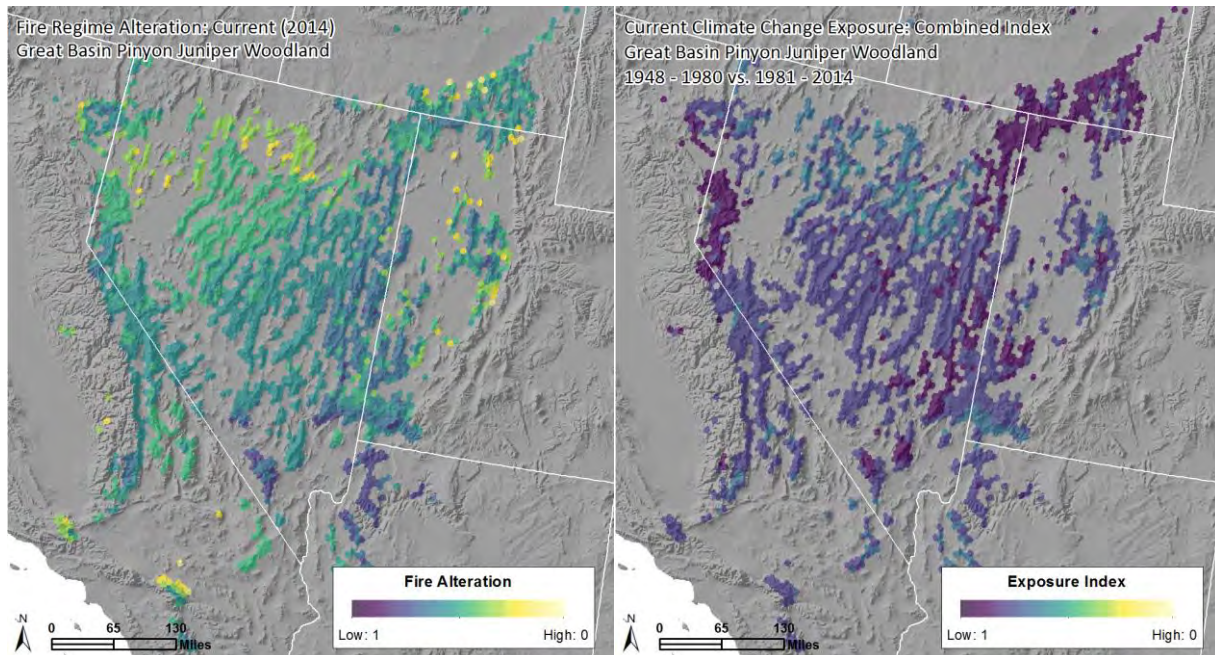 Fire Regime Alteration: Current (2014)
Great Basin Pinyon Juniper Woodland
Fire Alteration
Low: 1 High: 0
N
0 65 130
Miles
Current Climate Change Exposure: Combined Index
Great Basin Pinyon Juniper Woodland
1948 - 1980 vs. 1981 - 2014
Exposure Index
Low: 1 High: 0
N
0 65 130
Miles